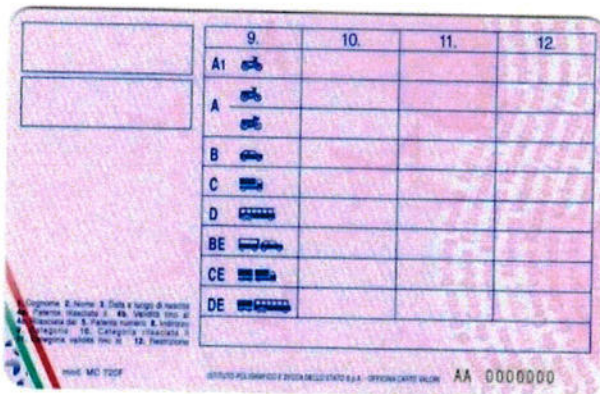 9. 10. 11. 12.
A1
A
B
C
D
BE
CE
DE
1. Cognome 2. Nome 3. Data e luogo di nascita
4a. Patente rilasciata il 4b. Validità fino al
4c. Rilasciata da: 5. Patente numero 8. Indirizzo
9. Categoria 10. Categoria rilasciata il
11. Categoria valida fino al 12. Restrizione
mod. MC 720F
ISTITUTO POLIGRAFICO E ZECCA DELLO STATO S.p.A. - OFFICINA CARTE VALORI AA 0000000